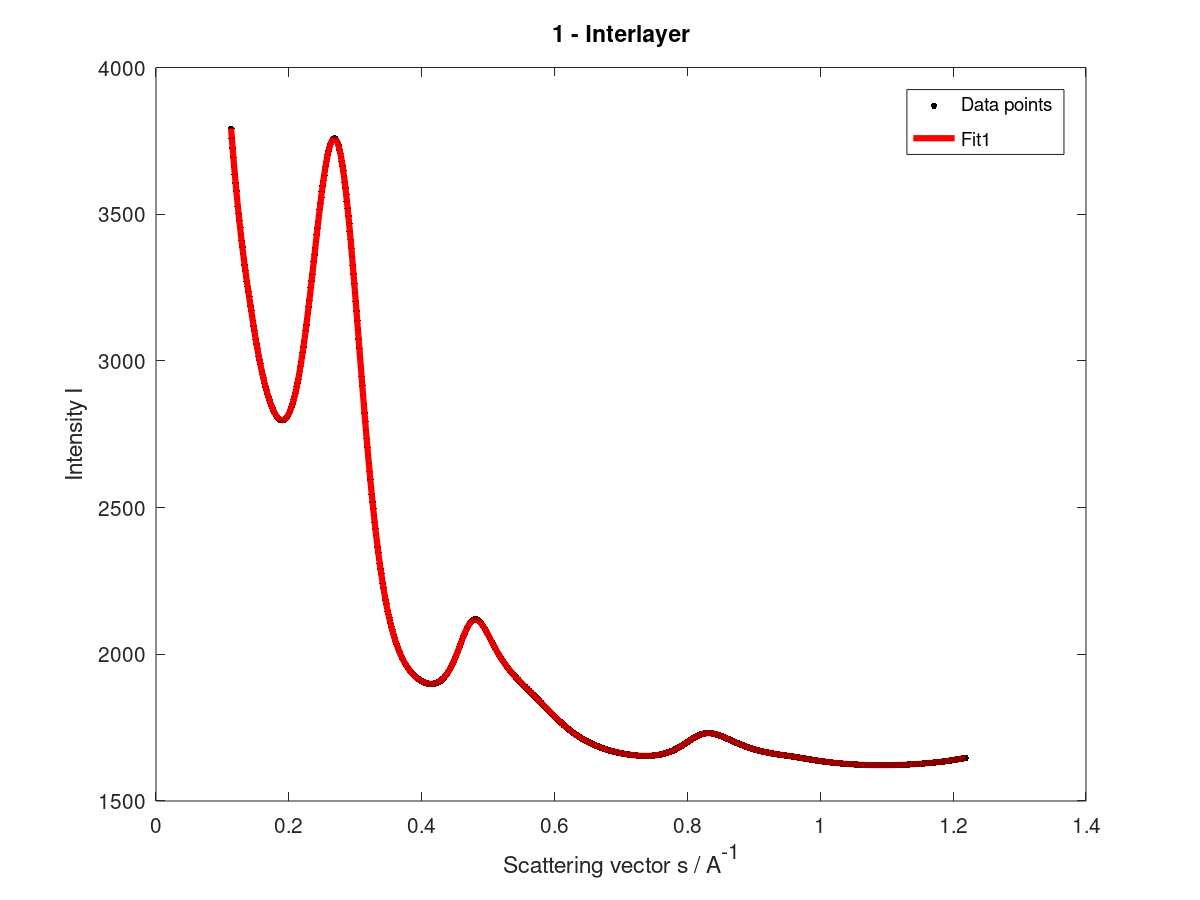 1 - Interlayer
Data points
Fit1
4000
3500
3000
2500
2000
1500
Intensity I
0 0.2 0.4 0.6 0.8 1 1.2 1.4
Scattering vector s / A^-1